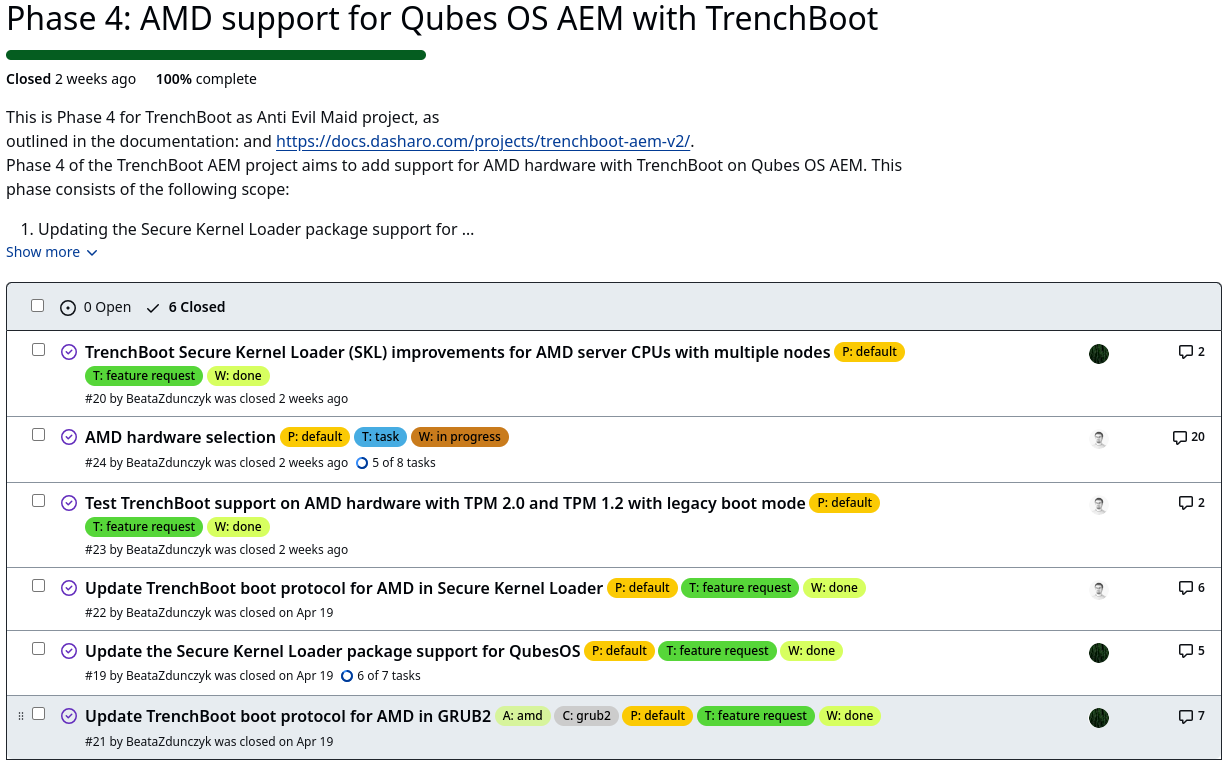 Phase 4: AMD support for Qubes OS AEM with TrenchBoot
Closed 2 weeks ago 100% complete
This is Phase 4 for TrenchBoot as Anti Evil Maid project, as
outlined in the documentation: and https://docs.dasharo.com/projects/trenchboot-aem-v2/.
Phase 4 of the TrenchBoot AEM project aims to add support for AMD hardware with TrenchBoot on Qubes OS AEM. This
phase consists of the following scope:
1. Updating the Secure Kernel Loader package support for ...
Show more
0 Open 6 Closed
TrenchBoot Secure Kernel Loader (SKL) improvements for AMD server CPUs with multiple nodes P: default 2
T: feature request W: done
#20 by BeataZdunczyk was closed 2 weeks ago
AMD hardware selection P: default T: task W: in progress 20
#24 by BeataZdunczyk was closed 2 weeks ago 5 of 8 tasks
Test TrenchBoot support on AMD hardware with TPM 2.0 and TPM 1.2 with legacy boot mode P: default 2
T: feature request W: done
#23 by BeataZdunczyk was closed 2 weeks ago
Update TrenchBoot boot protocol for AMD in Secure Kernel Loader P: default T: feature request W: done 6
#22 by BeataZdunczyk was closed on Apr 19
Update the Secure Kernel Loader package support for QubesOS P: default T: feature request W: done 5
#19 by BeataZdunczyk was closed on Apr 19 6 of 7 tasks
Update TrenchBoot boot protocol for AMD in GRUB2 A: amd C: grub2 P: default T: feature request W: done 7
#21 by BeataZdunczyk was closed on Apr 19